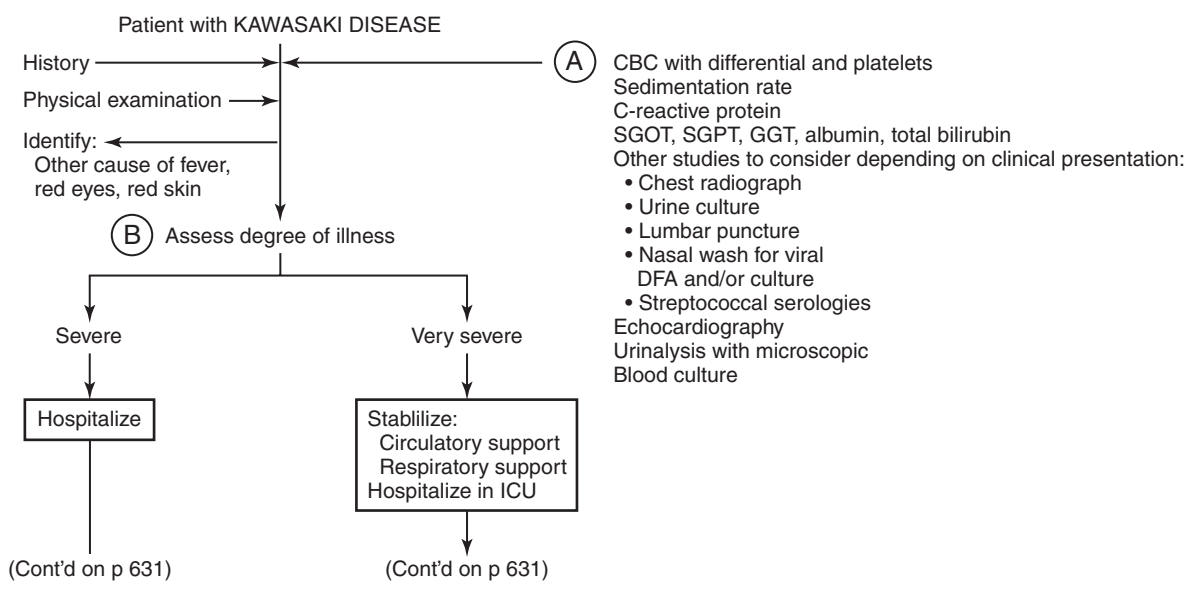 Patient with KAWASAKI DISEASE
History
Physical examination
Identify:
Other cause of fever,
red eyes, red skin
A
CBC with differential and platelets
Sedimentation rate
C-reactive protein
SGOT, SGPT, GGT, albumin, total bilirubin
Other studies to consider depending on clinical presentation:
• Chest radiograph
• Urine culture
• Lumbar puncture
• Nasal wash for viral
DFA and/or culture
• Streptococcal serologies
Echocardiography
Urinalysis with microscopic
Blood culture
B Assess degree of illness
Severe
Very severe
Hospitalize
Stablilize:
Circulatory support
Respiratory support
Hospitalize in ICU
(Cont'd on p 631)
(Cont'd on p 631)